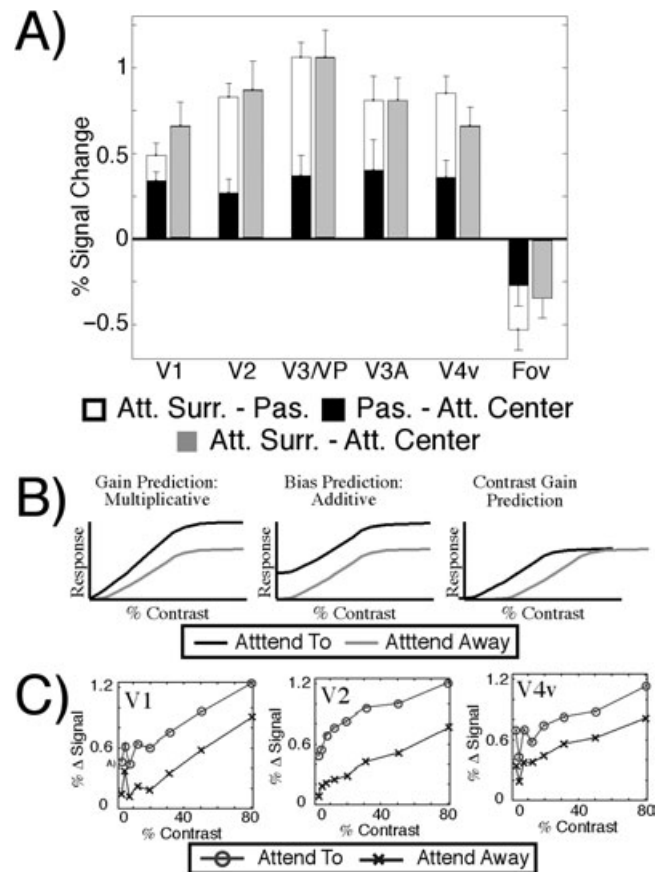 A)
% Signal Change
1
0.5
0
−0.5
V1 V2 V3/VP V3A V4v Fov
Att. Surr. - Pas. Pas. - Att. Center
Att. Surr. - Att. Center
B)
Gain Prediction:
Multiplicative
Bias Prediction:
Additive
Contrast Gain
Prediction
Response Response Response
% Contrast % Contrast % Contrast
Atttend To Atttend Away
C)
V1 V2 V4v
1.2 1.2 1.2
% Δ Signal % Δ Signal % Δ Signal
0.6 0.6 0.6
A)
0 0 0
0 40 80 0 40 80 0 40 80
% Contrast % Contrast % Contrast
Attend To Attend Away